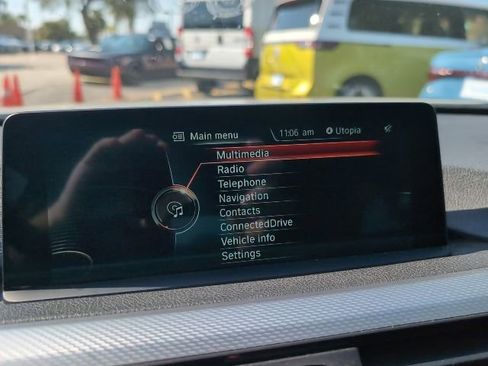 Main menu 11:06 am Utopia
Multimedia
Radio
Telephone
Navigation
Contacts
ConnectedDrive
Vehicle info
Settings